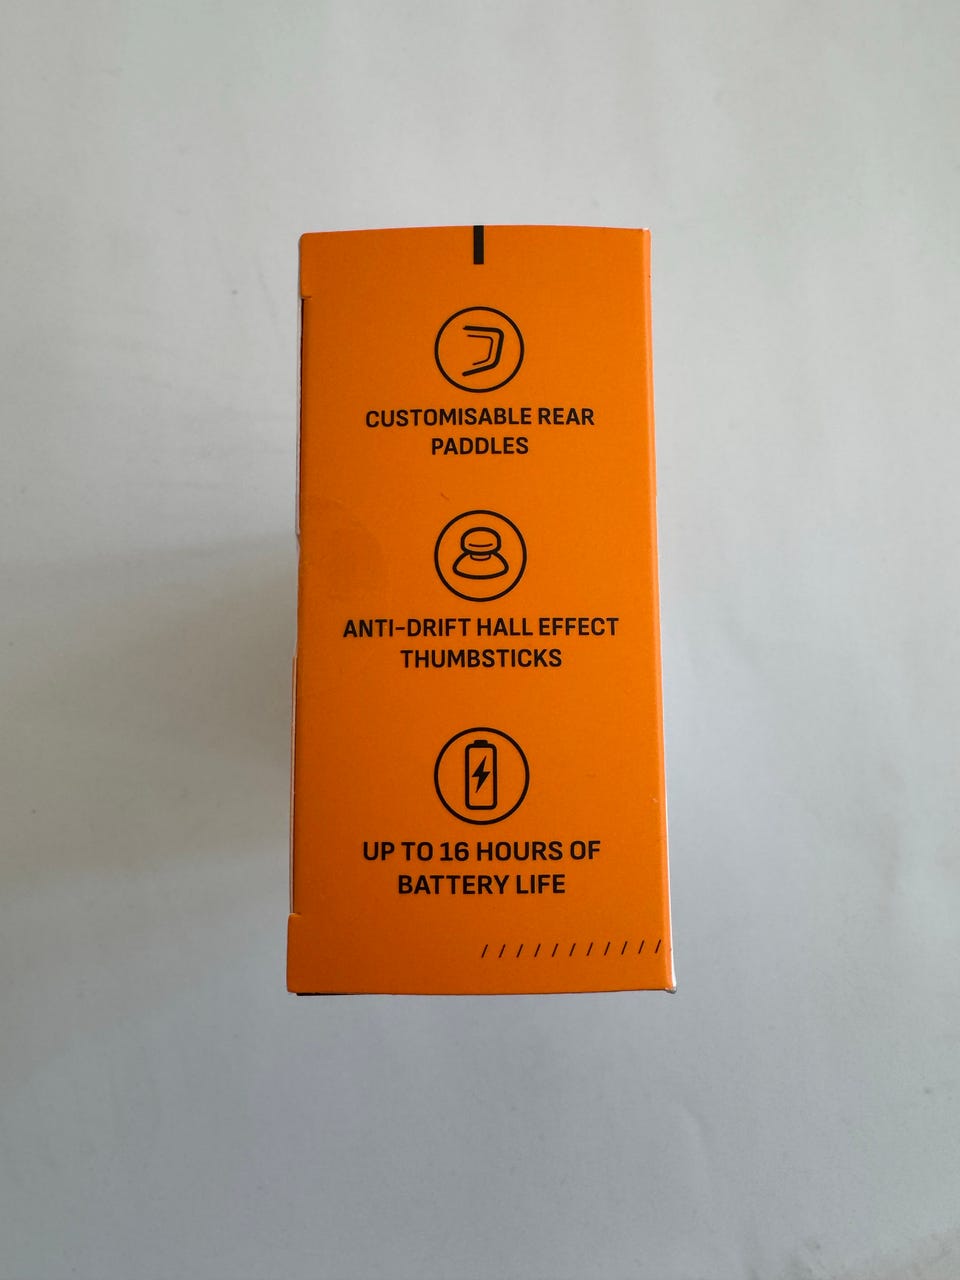 CUSTOMISABLE REAR
PADDLES
ANTI-DRIFT HALL EFFECT
THUMBSTICKS
UP TO 16 HOURS OF
BATTERY LIFE